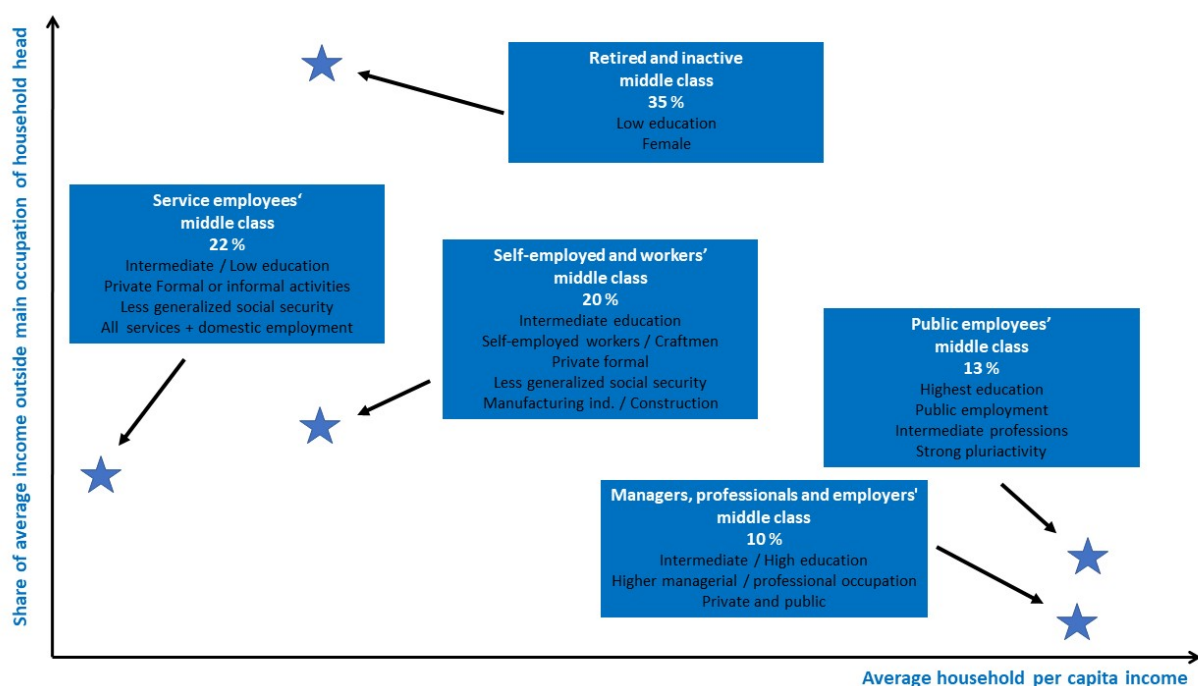 Share of average income outside main occupation of household head
Retired and inactive
middle class
35 %
Low education
Female
Service employees‘
middle class
22 %
Intermediate / Low education
Private Formal or informal activities
Less generalized social security
All services + domestic employment
Self-employed and workers’
middle class
20 %
Intermediate education
Self-employed workers / Craftmen
Private formal
Less generalized social security
Manufacturing ind. / Construction
Public employees’
middle class
13 %
Highest education
Public employment
Intermediate professions
Strong pluriactivity
Managers, professionals and employers'
middle class
10 %
Intermediate / High education
Higher managerial / professional occupation
Private and public
Average household per capita income